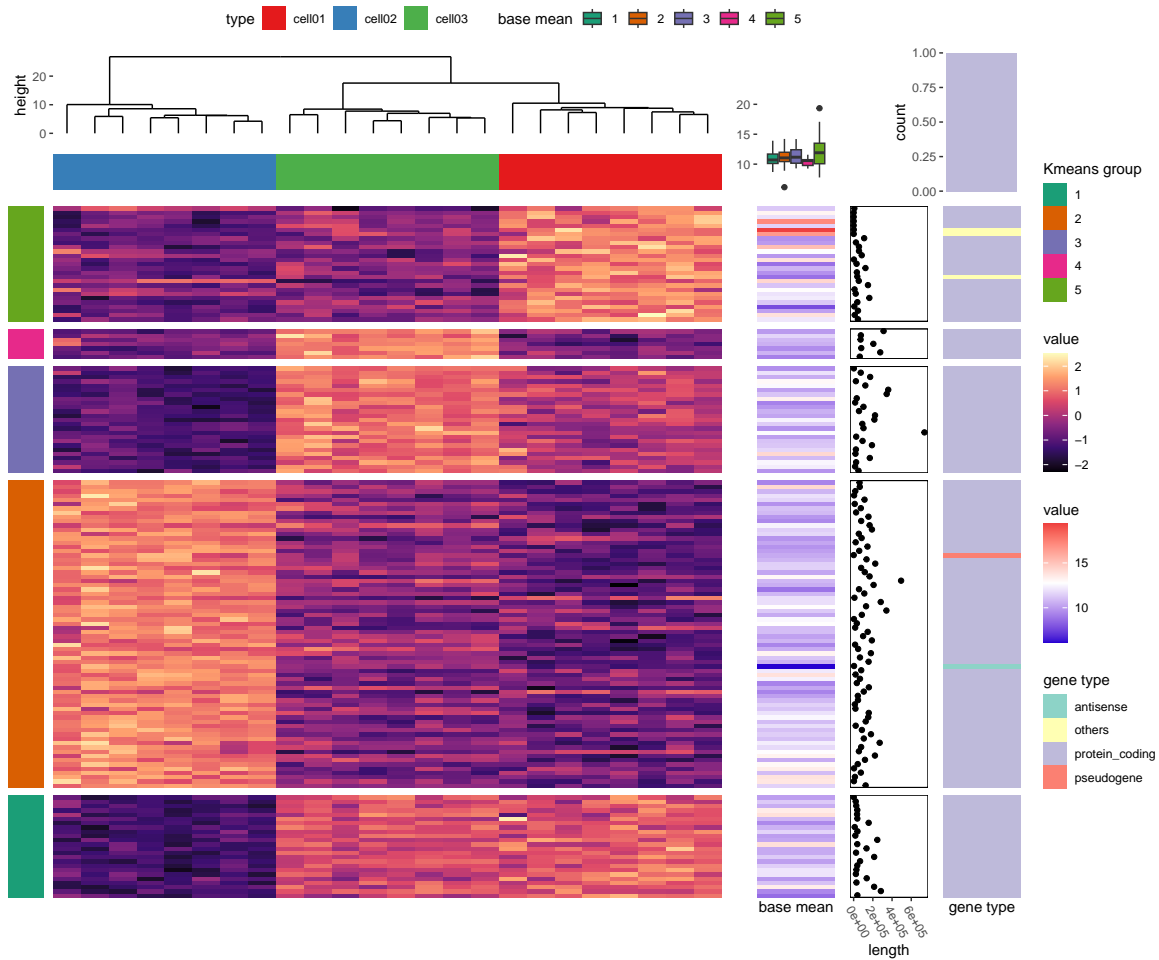 type cell01 cell02 cell03 base mean 1 2 3 4 5
height
20
10
0
20
15
10
count
1.00
0.75
0.50
0.25
0.00
Kmeans group
1
2
3
4
5
value
2
1
0
−1
−2
value
15
10
gene type
antisense
others
protein_coding
pseudogene
base mean
0e+00
2e+05
4e+05
6e+05
length
gene type